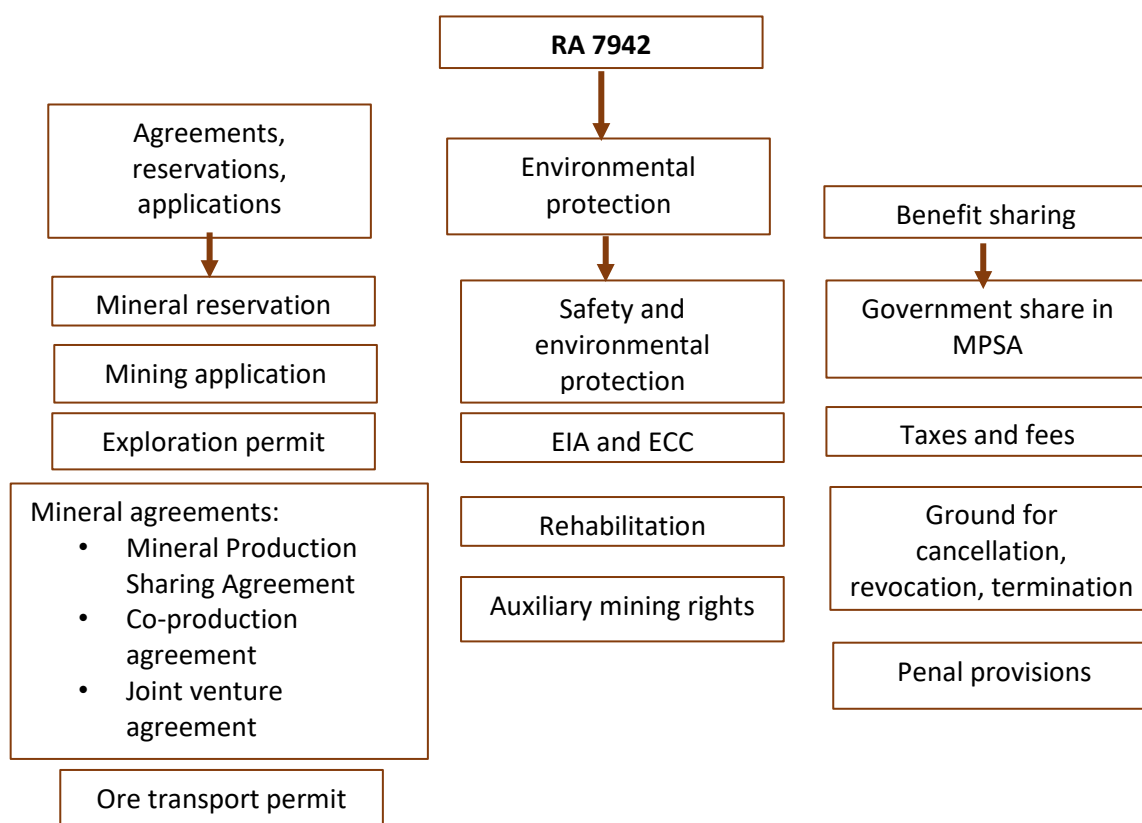 RA 7942
Agreements,
reservations,
applications
Mineral reservation
Mining application
Exploration permit
Mineral agreements:
• Mineral Production
Sharing Agreement
• Co-production
agreement
• Joint venture
agreement
Ore transport permit
Environmental
protection
Safety and
environmental
protection
EIA and ECC
Rehabilitation
Auxiliary mining rights
Benefit sharing
Government share in
MPSA
Taxes and fees
Ground for
cancellation,
revocation, termination
Penal provisions